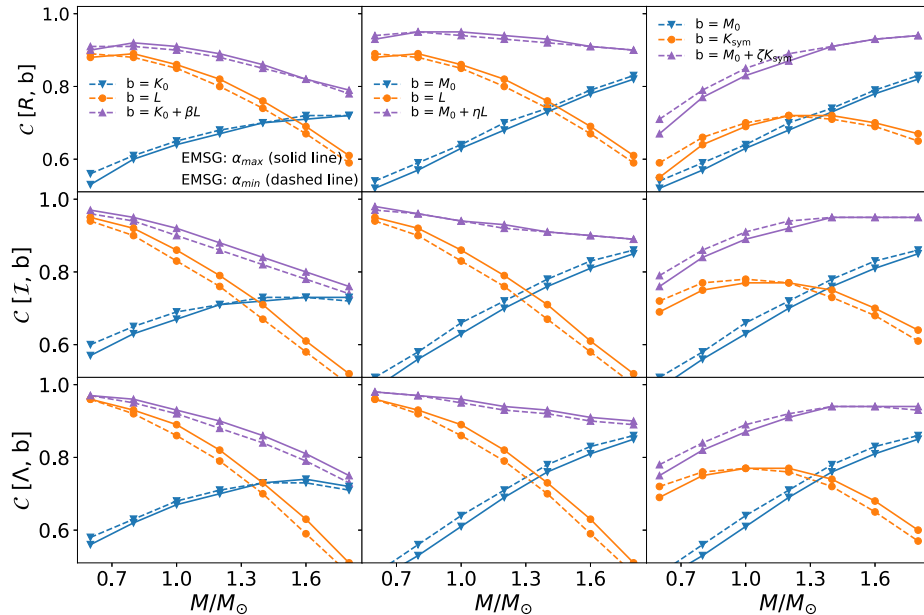 1.0
0.8
0.6
C [R, b]
b = K₀
b = L
b = K₀ + βL
EMSG: αₘₐₓ (solid line)
EMSG: αₘᵢₙ (dashed line)
b = M₀
b = L
b = M₀ + ηL
b = M₀
b = Kₛᵧₘ
b = M₀ + ζKₛᵧₘ
1.0
0.8
0.6
C [I, b]
1.0
0.8
0.6
C [Λ, b]
0.7 1.0 1.3 1.6
0.7 1.0 1.3 1.6
0.7 1.0 1.3 1.6
M/M⊙
M/M⊙
M/M⊙